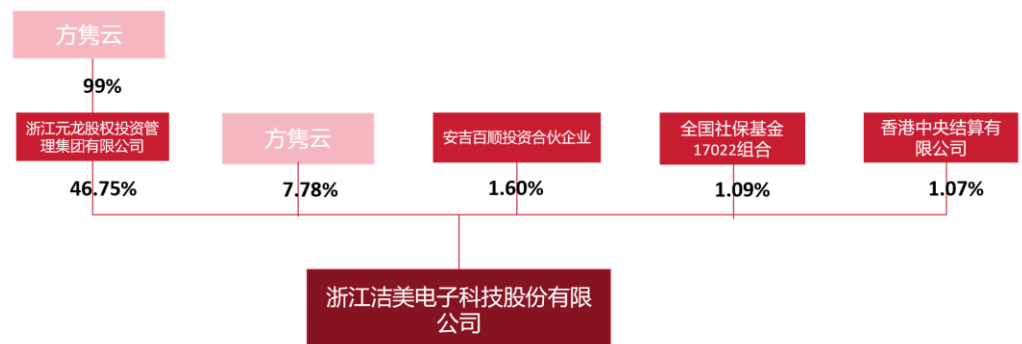 方隽云
99%
浙江元龙股权投资管
理集团有限公司
方隽云
安吉百顺投资合伙企业
全国社保基金
17022组合
香港中央结算有
限公司
46.75%
7.78%
1.60%
1.09%
1.07%
浙江洁美电子科技股份有限
公司